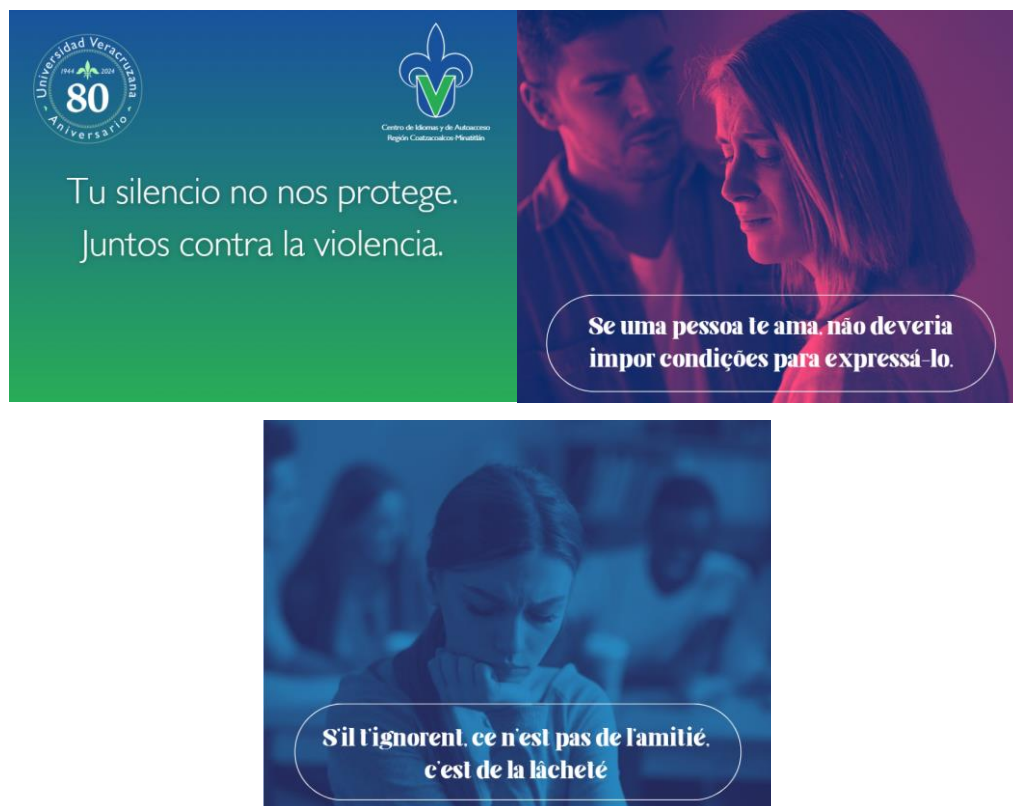 Universidad Veracruzana
1944 2024
80
Aniversario
Centro de Idiomas y de Autoacceso
Región Coatzacoalcos-Minatitlán
Tu silencio no nos protege.
Juntos contra la violencia.
Se uma pessoa te ama, não deveria
impor condições para expressá-lo.
S'il t'ignorent, ce n'est pas de l'amitié,
c'est de la lâcheté